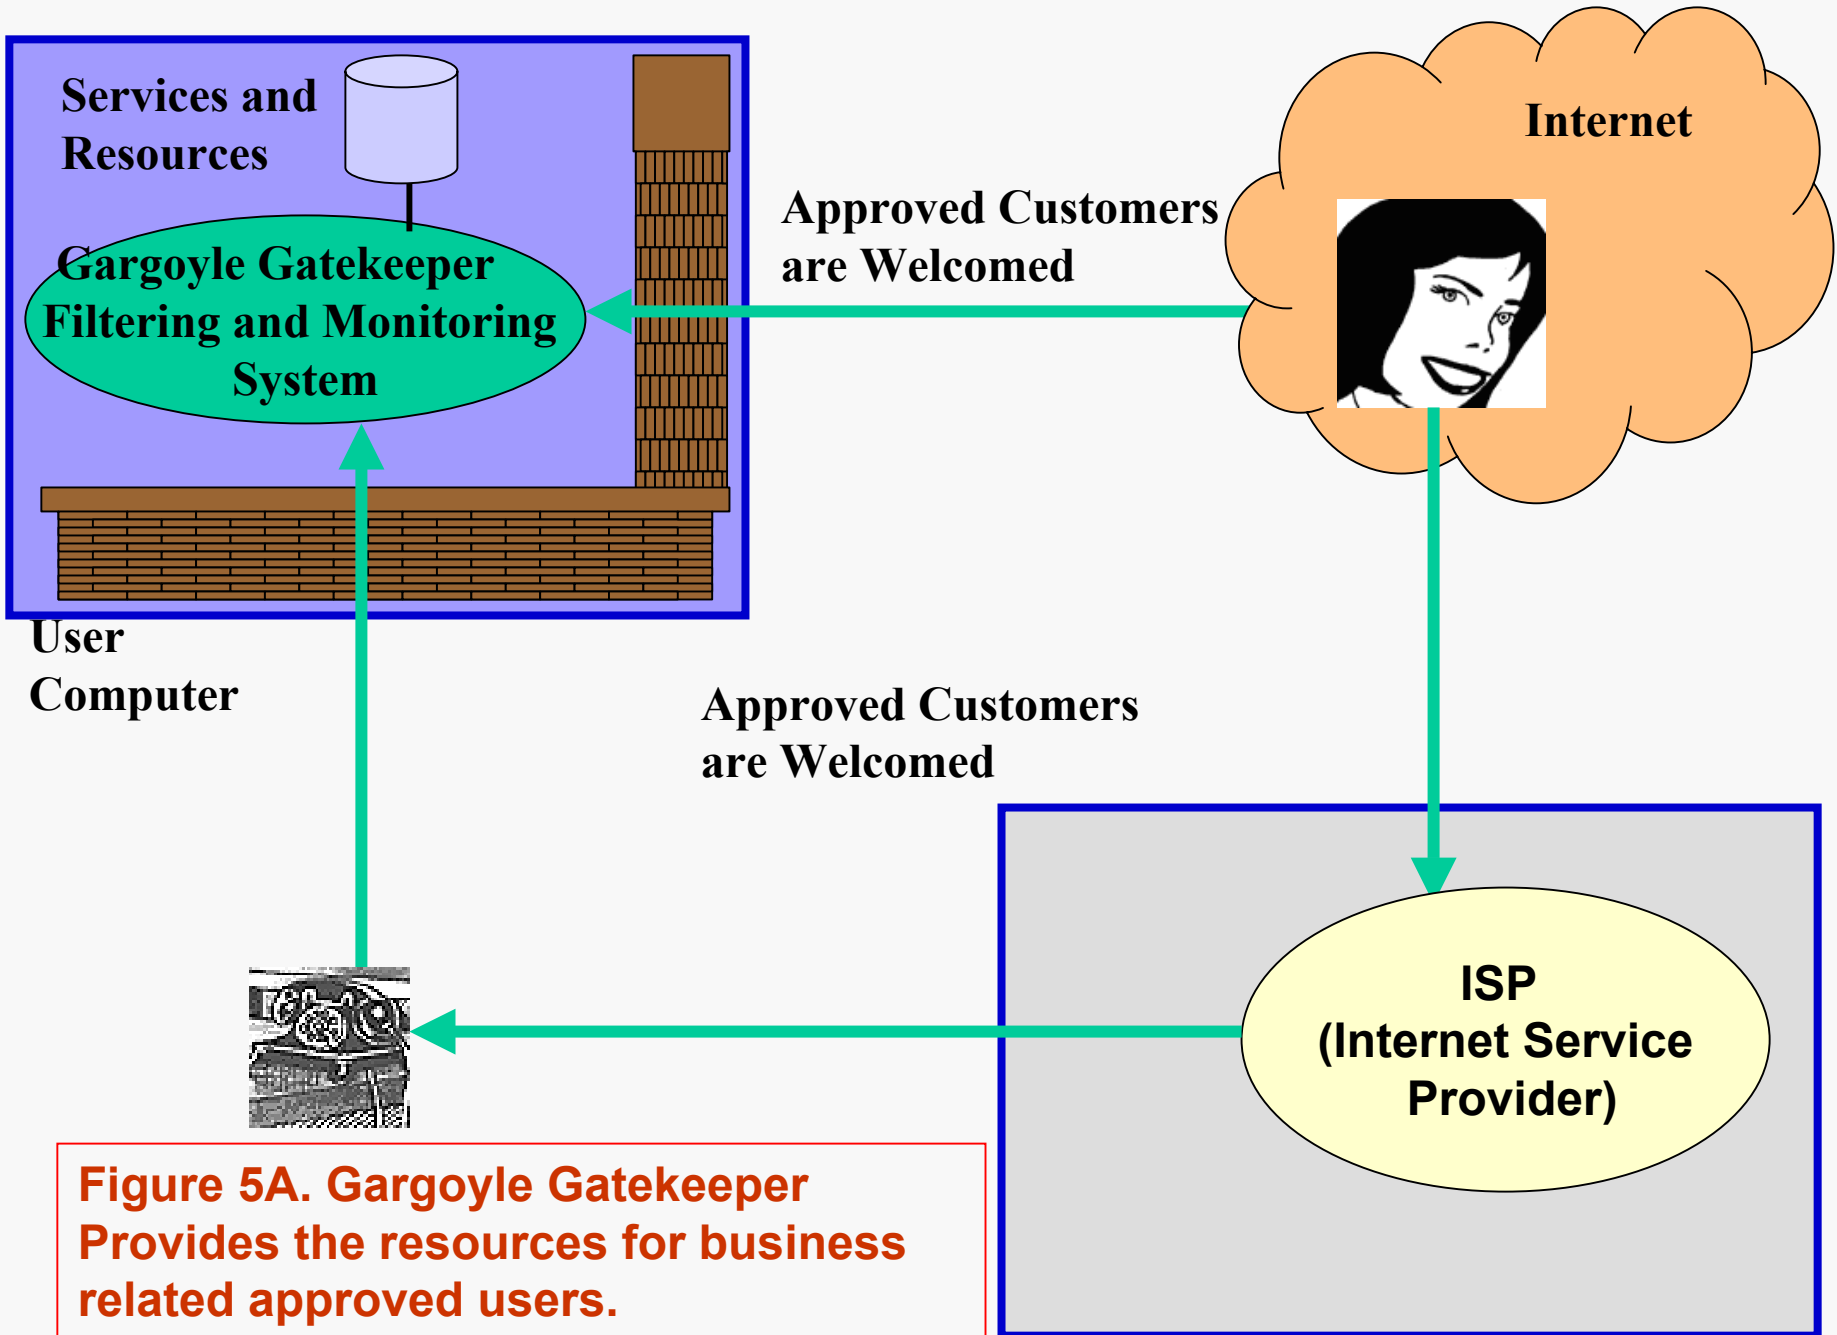 Services and
Resources
Internet
Approved Customers
are Welcomed
Gargoyle Gatekeeper
Filtering and Monitoring
System
User
Computer
Approved Customers
are Welcomed
ISP
(Internet Service
Provider)
Figure 5A. Gargoyle Gatekeeper
Provides the resources for business
related approved users.